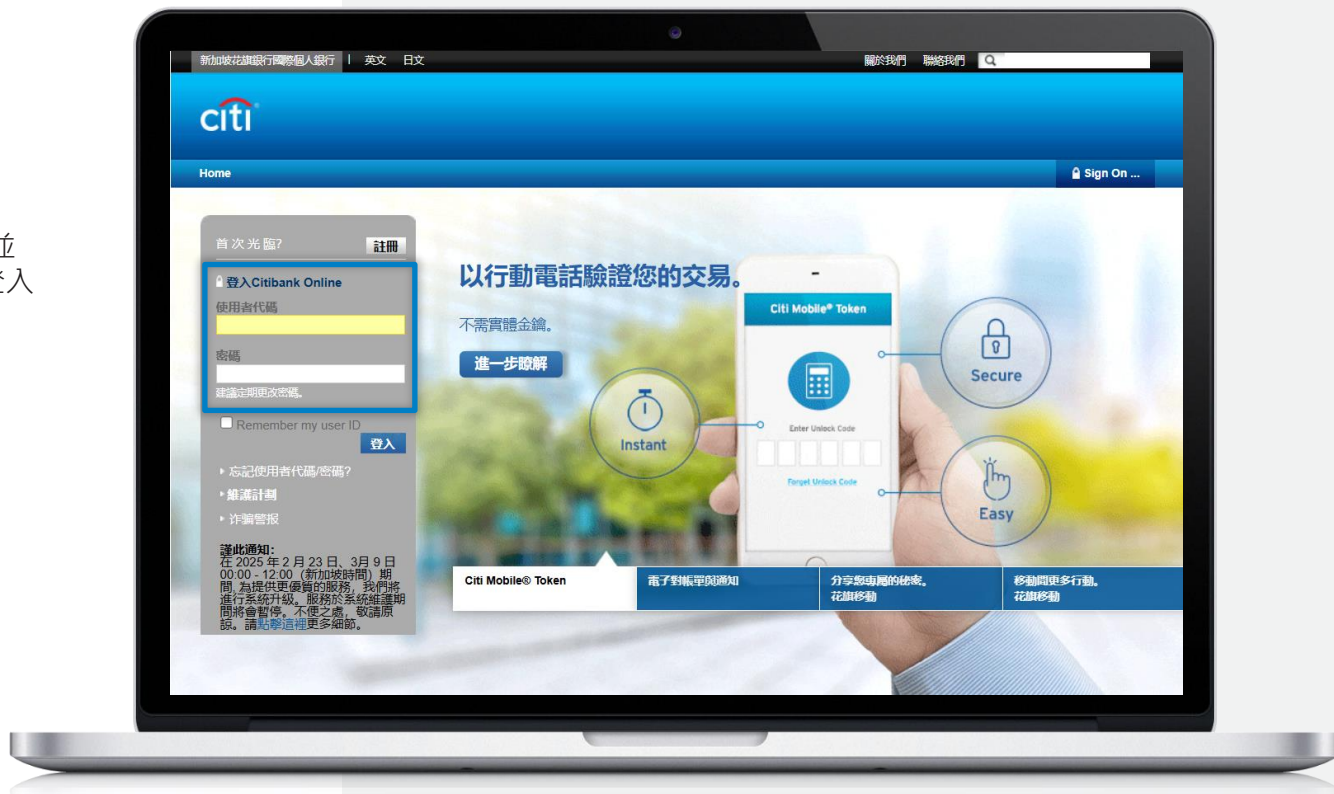 並
登入
新加坡花旗銀行國際個人銀行 | 英文 日文
關於我們 聯絡我們
citi
Home
Sign On ...
首次光臨?
註冊
登入Citibank Online
使用者代碼
密碼
建議定期更改密碼。
Remember my user ID
登入
忘記使用者代碼/密碼?
維護計劃
诈骗警报
謹此通知:
在 2025 年 2 月 23 日、3月 9 日
00:00 - 12:00 (新加坡時間) 期
間, 為提供更優質的服務, 我們將
進行系統升級。服務於系統維護期
間將會暫停。不便之處, 敬請原
諒。請點擊這裡更多細節。
以行動電話驗證您的交易。
不需實體金鑰。
進一步瞭解
Citi Mobile® Token
Enter Unlock Code
Forget Unlock Code
Instant
Secure
Easy
Citi Mobile® Token
電子對帳單與通知
分享您專屬的秘密。
花旗移動
移動間更多行動。
花旗移動